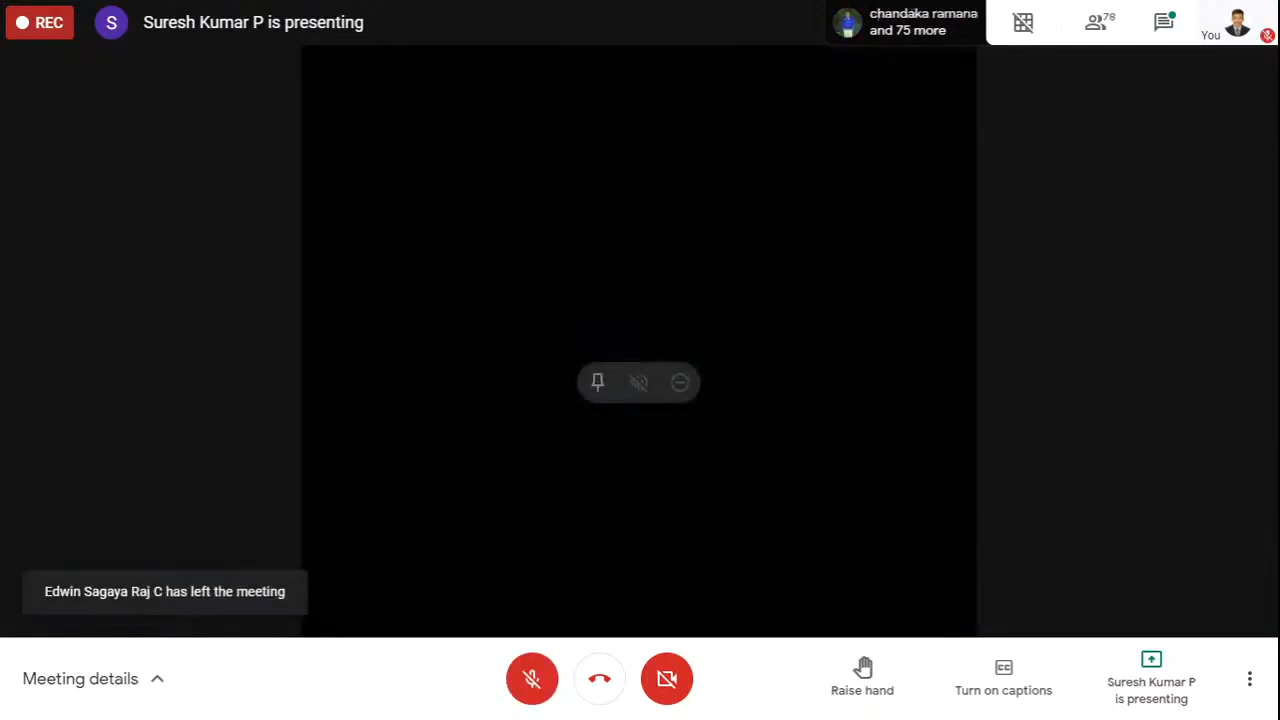 REC
S
Suresh Kumar P is presenting
chandaka ramana
and 75 more
78
You
Edwin Sagaya Raj C has left the meeting
Meeting details
Raise hand
CC
Turn on captions
Suresh Kumar P
is presenting